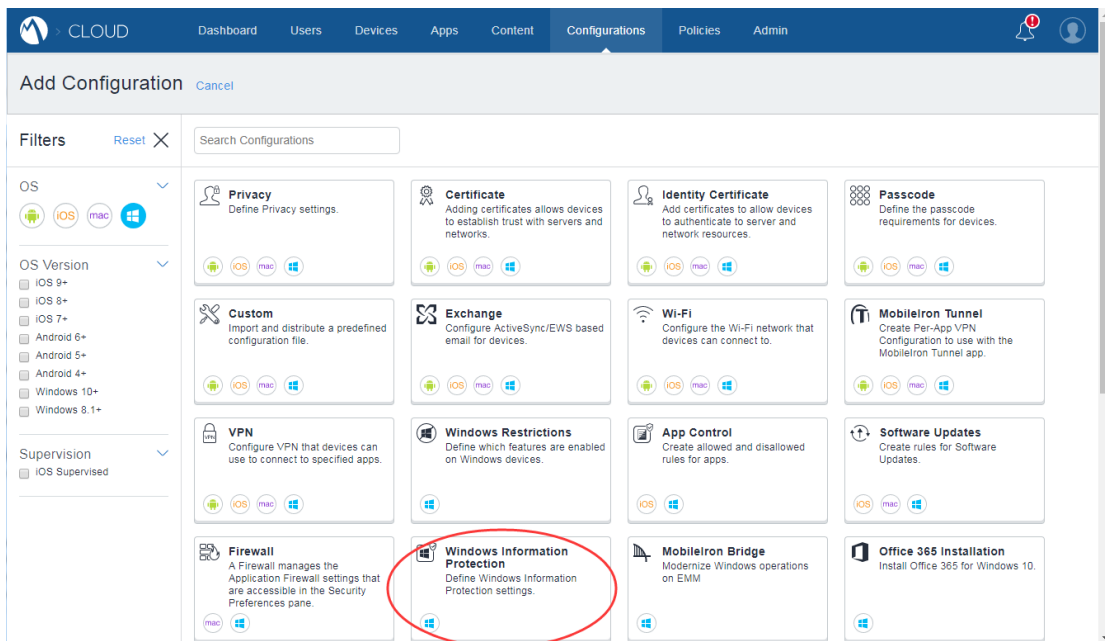 > CLOUD
Dashboard
Users
Devices
Apps
Content
Configurations
Policies
Admin
!
Add Configuration
Cancel
Filters
Reset
Search Configurations
OS
iOS
mac
OS Version
iOS 9+
iOS 8+
iOS 7+
Android 6+
Android 5+
Android 4+
Windows 10+
Windows 8.1+
Supervision
iOS Supervised
Privacy
Define Privacy settings.
iOS
mac
Certificate
Adding certificates allows devices
to establish trust with servers and
networks.
iOS
mac
Identity Certificate
Add certificates to allow devices
to authenticate to server and
network resources.
iOS
mac
Passcode
Define the passcode
requirements for devices.
iOS
mac
Custom
Import and distribute a predefined
configuration file.
iOS
mac
Exchange
Configure ActiveSync/EWS based
email for devices.
iOS
mac
Wi-Fi
Configure the Wi-Fi network that
devices can connect to.
iOS
mac
MobileIron Tunnel
Create Per-App VPN
Configuration to use with the
MobileIron Tunnel app.
iOS
mac
VPN
VPN
Configure VPN that devices can
use to connect to specified apps.
iOS
mac
Windows Restrictions
Define which features are enabled
on Windows devices.
App Control
Create allowed and disallowed
rules for apps.
iOS
Software Updates
Create rules for Software
Updates.
iOS
mac
Firewall
A Firewall manages the
Application Firewall settings that
are accessible in the Security
Preferences pane.
mac
Windows Information
Protection
Define Windows Information
Protection settings.
MobileIron Bridge
Modernize Windows operations
on EMM
Office 365 Installation
Install Office 365 for Windows 10.